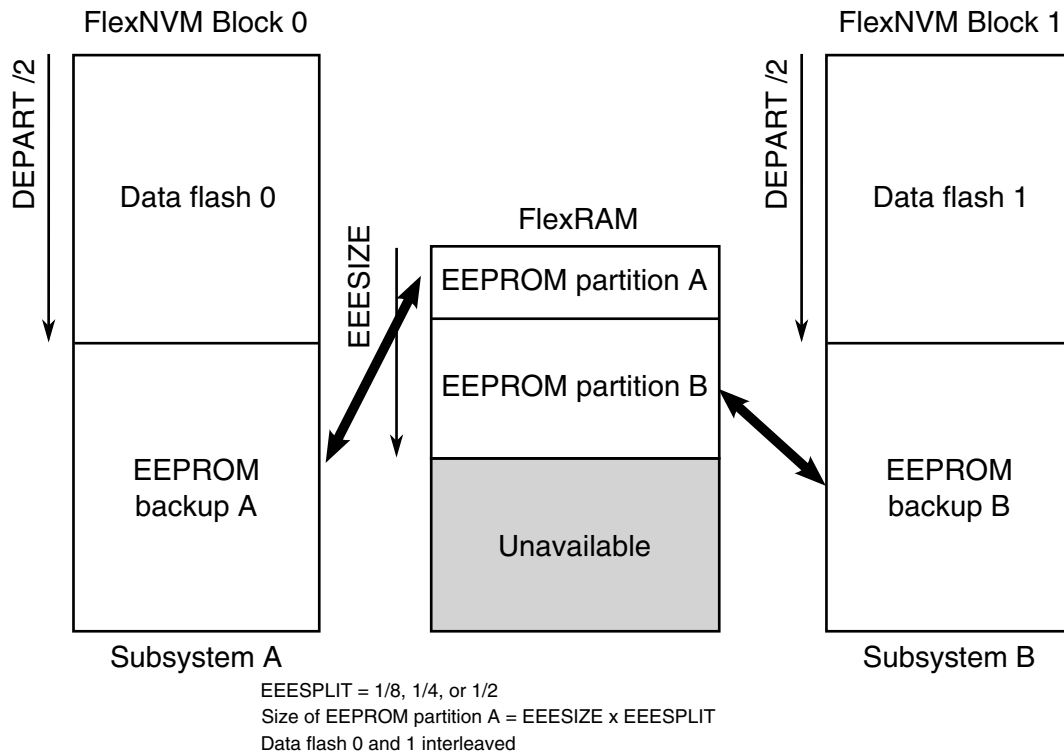 FlexNVM Block 0
FlexNVM Block 1
DEPART /2
Data flash 0
EEESIZE
FlexRAM
EEPROM partition A
EEPROM partition B
Unavailable
DEPART /2
Data flash 1
EEPROM
backup A
EEPROM
backup B
Subsystem A
Subsystem B
EEESPLIT = 1/8, 1/4, or 1/2
Size of EEPROM partition A = EEESIZE x EEESPLIT
Data flash 0 and 1 interleaved